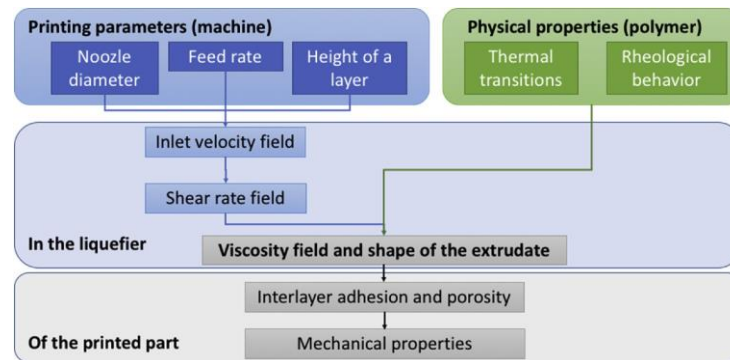 Printing parameters (machine)
Noozle
diameter
Feed rate
Height of a
layer
Physical properties (polymer)
Thermal
transitions
Rheological
behavior
Inlet velocity field
Shear rate field
In the liquefier
Viscosity field and shape of the extrudate
Interlayer adhesion and porosity
Of the printed part
Mechanical properties